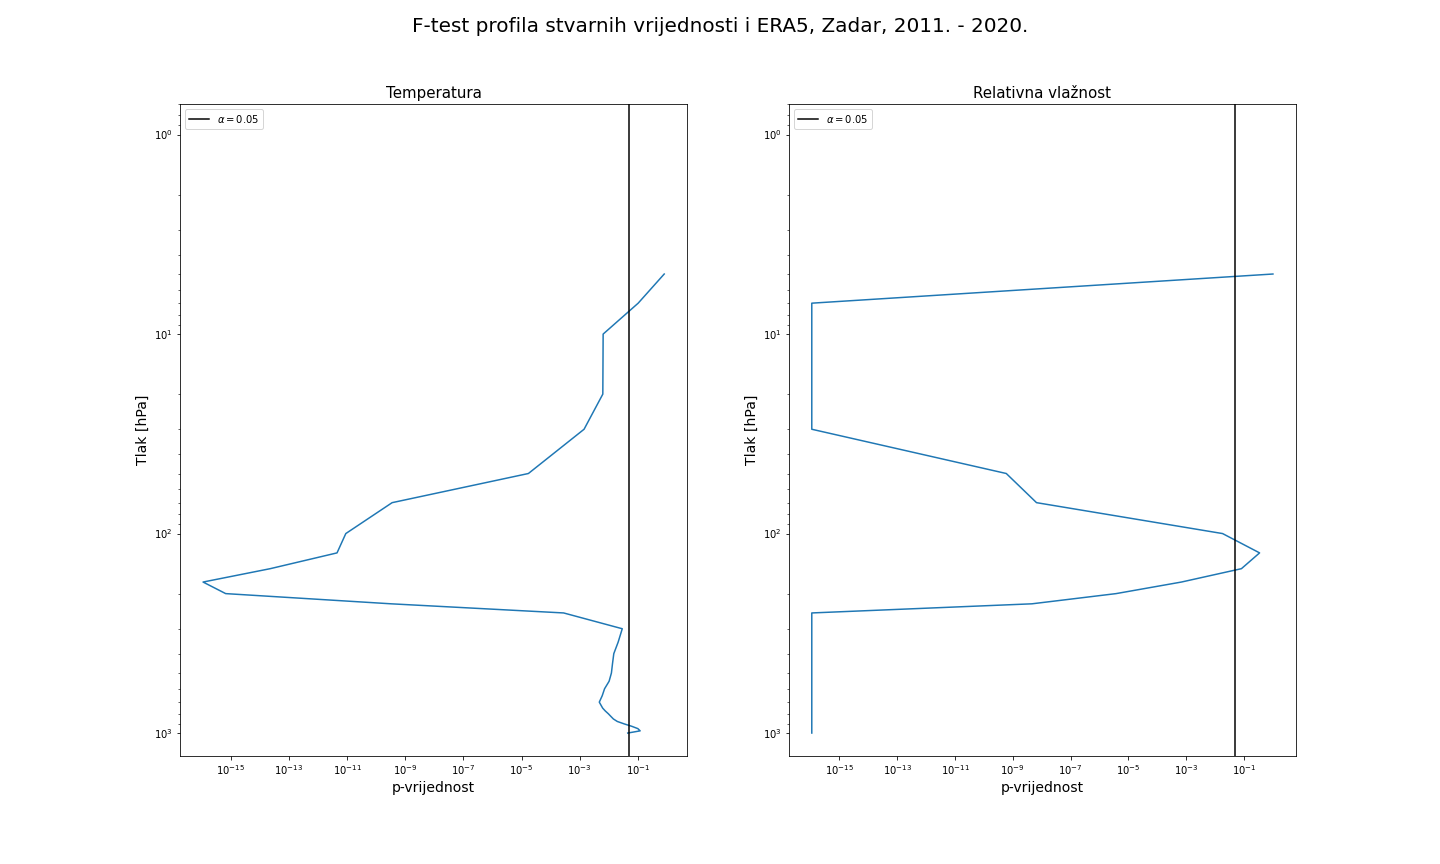 F-test profila stvarnih vrijednosti i ERA5, Zadar, 2011. - 2020.
Temperatura
α = 0.05
Tlak [hPa]
10⁰
10¹
10²
10³
10⁻¹⁵ 10⁻¹³ 10⁻¹¹ 10⁻⁹ 10⁻⁷ 10⁻⁵ 10⁻³ 10⁻¹
p-vrijednost
Relativna vlažnost
α = 0.05
Tlak [hPa]
10⁰
10¹
10²
10³
10⁻¹⁵ 10⁻¹³ 10⁻¹¹ 10⁻⁹ 10⁻⁷ 10⁻⁵ 10⁻³ 10⁻¹
p-vrijednost